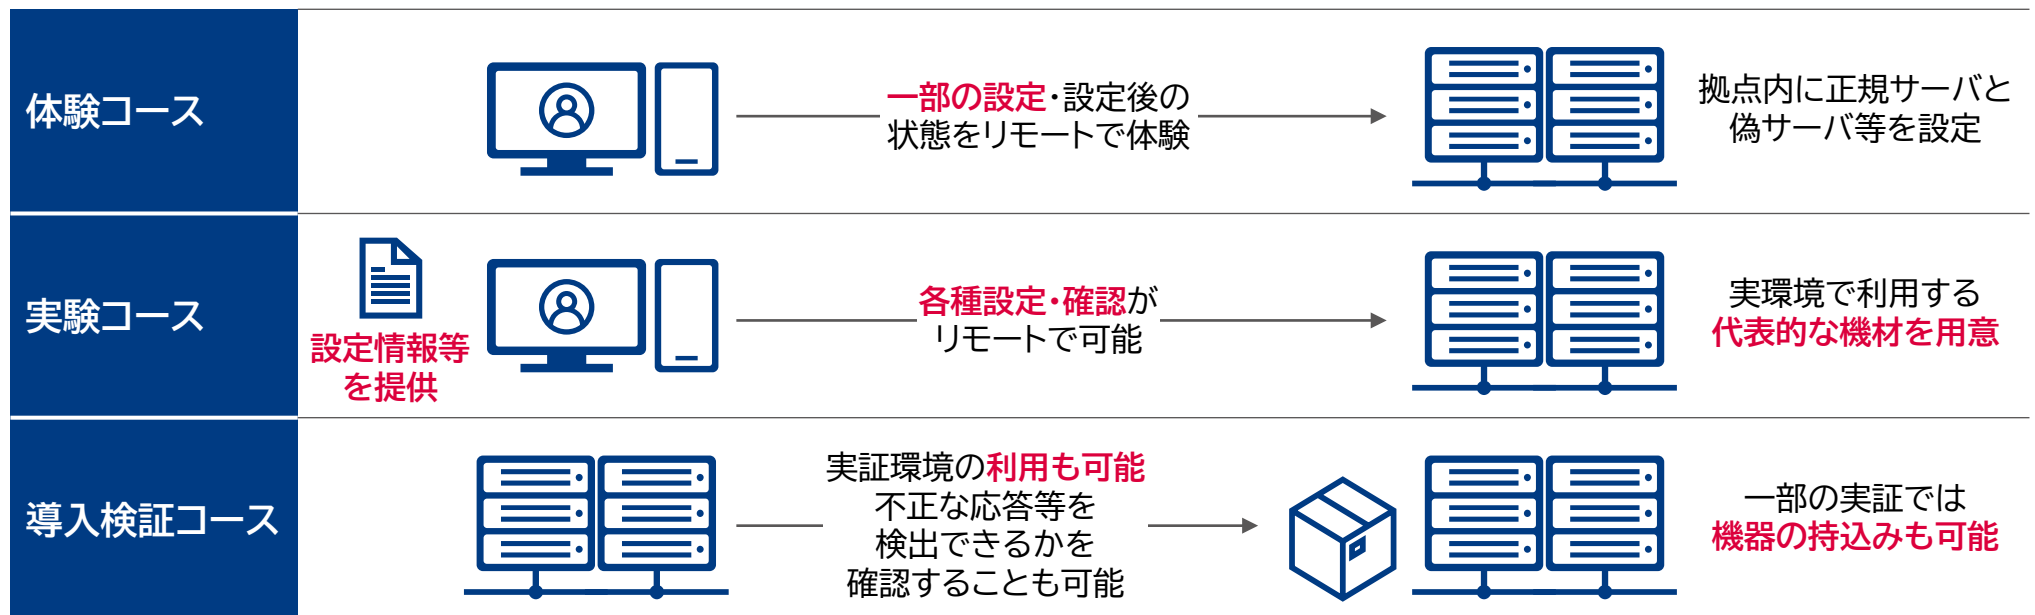 体験コース
一部の設定・設定後の
状態をリモートで体験
拠点内に正規サーバと
偽サーバ等を設定
実験コース
設定情報等
を提供
各種設定・確認が
リモートで可能
実環境で利用する
代表的な機材を用意
導入検証コース
実証環境の利用も可能
不正な応答等を
検出できるかを
確認することも可能
一部の実証では
機器の持込みも可能